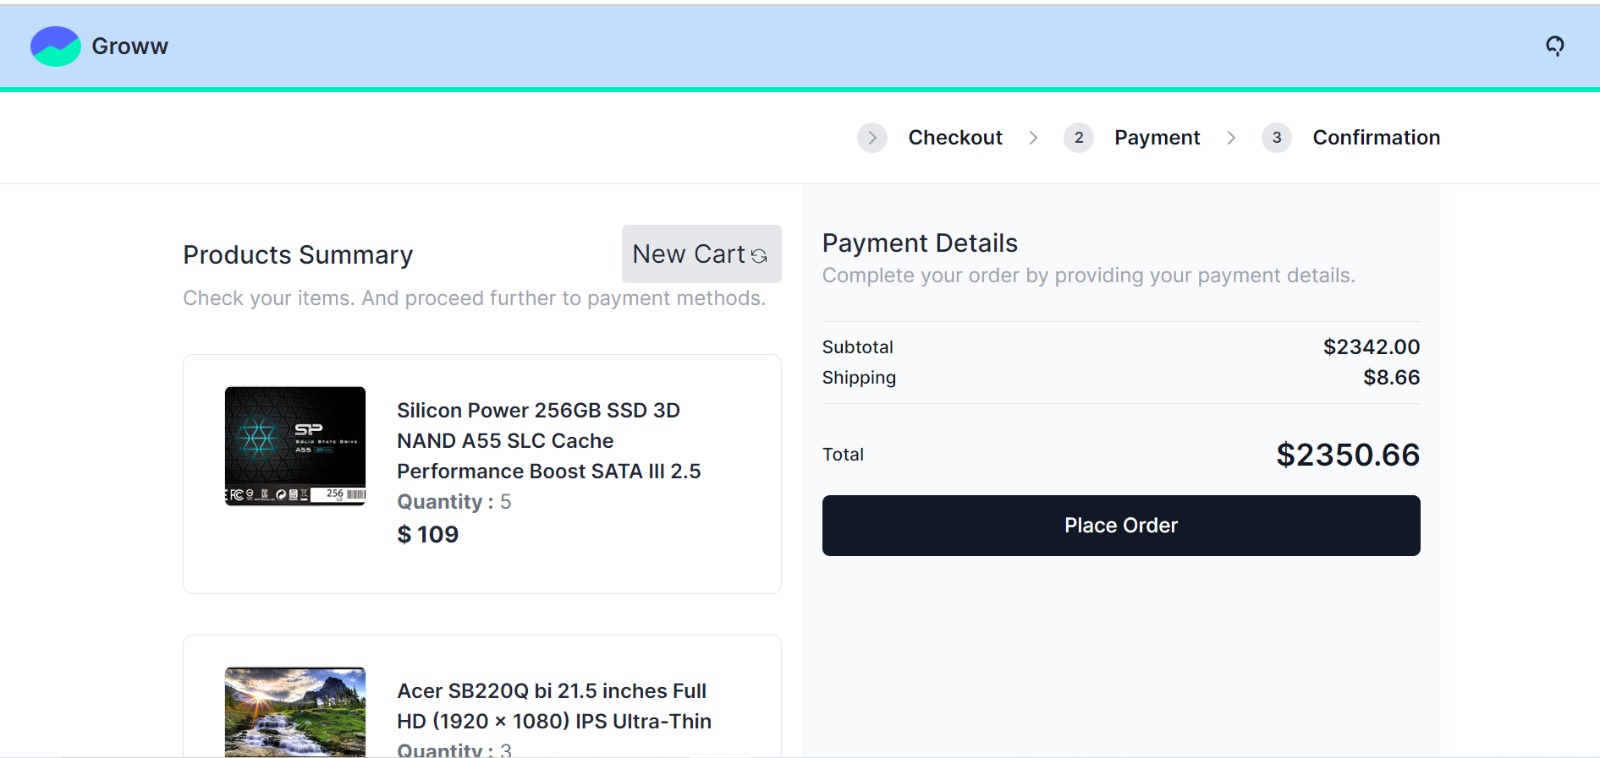 Groww
Checkout
2
Payment
3
Confirmation
Products Summary
New Cart
Check your items. And proceed further to payment methods.
SP
SOLID STATE DRIVE
A55
256
Silicon Power 256GB SSD 3D
NAND A55 SLC Cache
Performance Boost SATA III 2.5
Quantity : 5
$ 109
Acer SB220Q bi 21.5 inches Full
HD (1920 × 1080) IPS Ultra-Thin
Quantity : 3
Payment Details
Complete your order by providing your payment details.
Subtotal
$2342.00
Shipping
$8.66
Total
$2350.66
Place Order